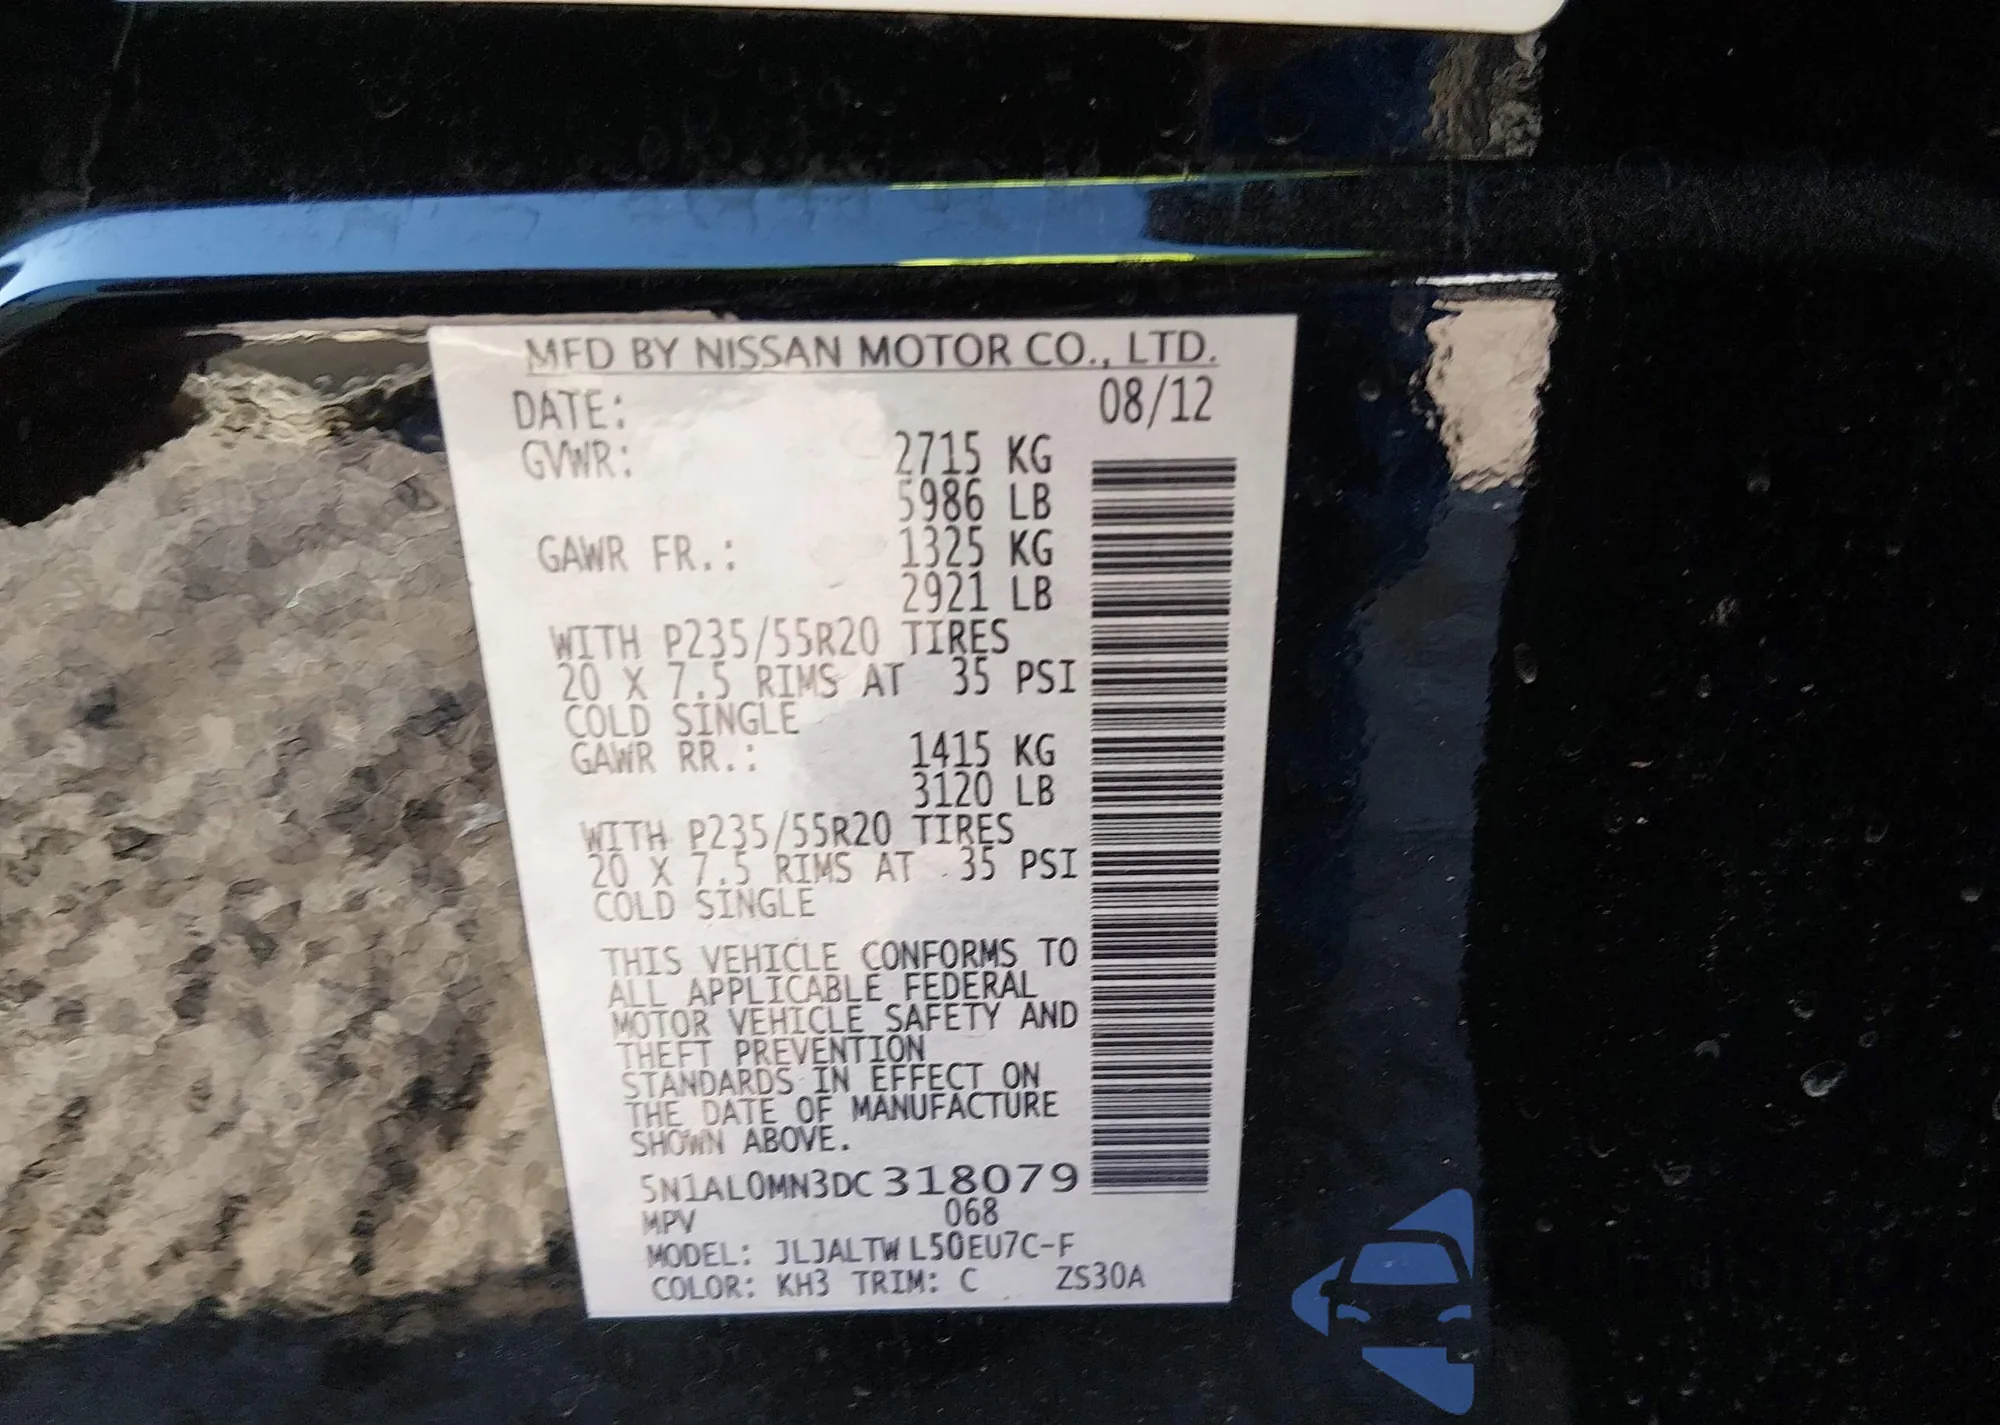 MFD BY NISSAN MOTOR CO., LTD.
DATE: 08/12
GVWR: 2715 KG
5986 LB
GAWR FR.: 1325 KG
2921 LB
WITH P235/55R20 TIRES
20 X 7.5 RIMS AT 35 PSI
COLD SINGLE
GAWR RR.: 1415 KG
3120 LB
WITH P235/55R20 TIRES
20 X 7.5 RIMS AT 35 PSI
COLD SINGLE
THIS VEHICLE CONFORMS TO
ALL APPLICABLE FEDERAL
MOTOR VEHICLE SAFETY AND
THEFT PREVENTION
STANDARDS IN EFFECT ON
THE DATE OF MANUFACTURE
SHOWN ABOVE.
5N1AL0MN3DC318079
MPV 068
MODEL: JLJALTWL50EU7C-F
COLOR: KH3 TRIM: C ZS30A